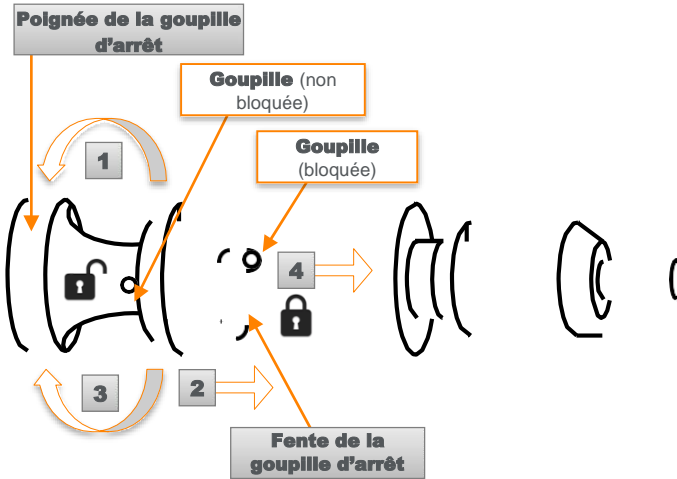 Poignée de la goupille
d'arrêt
Goupille (non
bloquée)
Goupille
(bloquée)
1
4
3
2
Fente de la
goupille d'arrêt